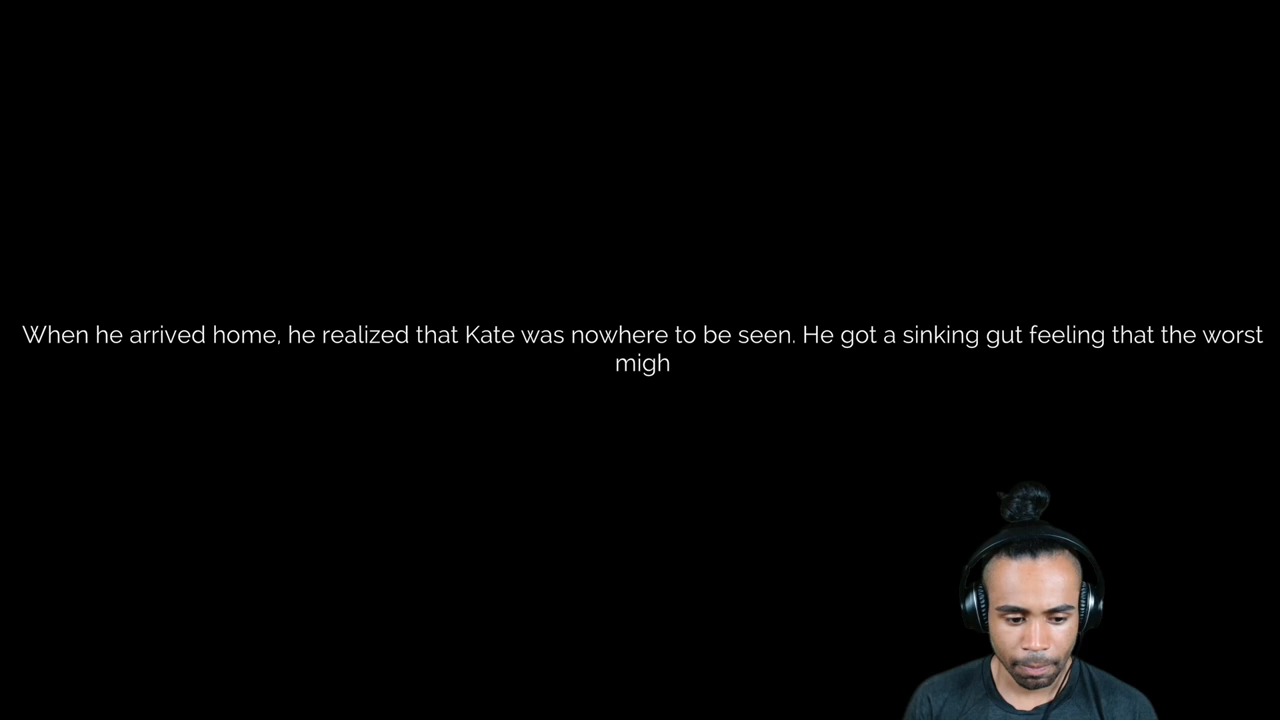 When he arrived home, he realized that Kate was nowhere to be seen. He got a sinking gut feeling that the worst
migh